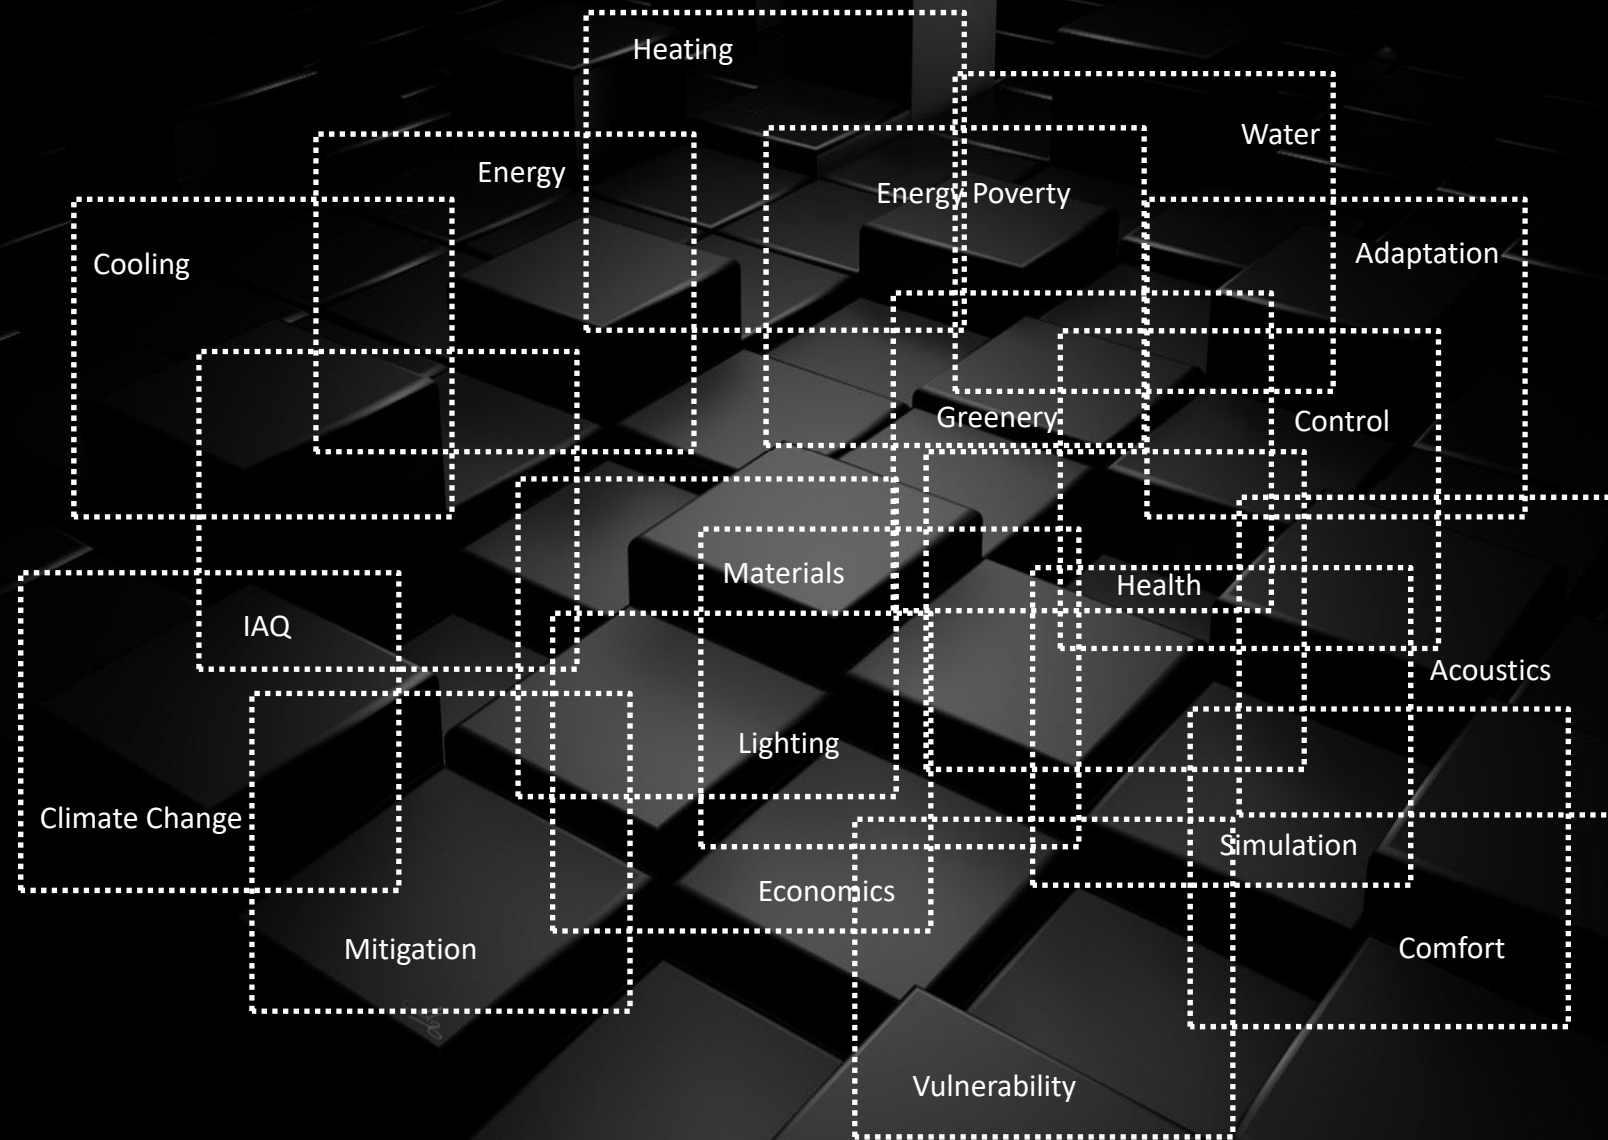 Heating
Water
Energy
Energy Poverty
Adaptation
Cooling
Greenery
Control
Materials
Health
IAQ
Acoustics
Lighting
Climate Change
Simulation
Economics
Mitigation
Comfort
Vulnerability